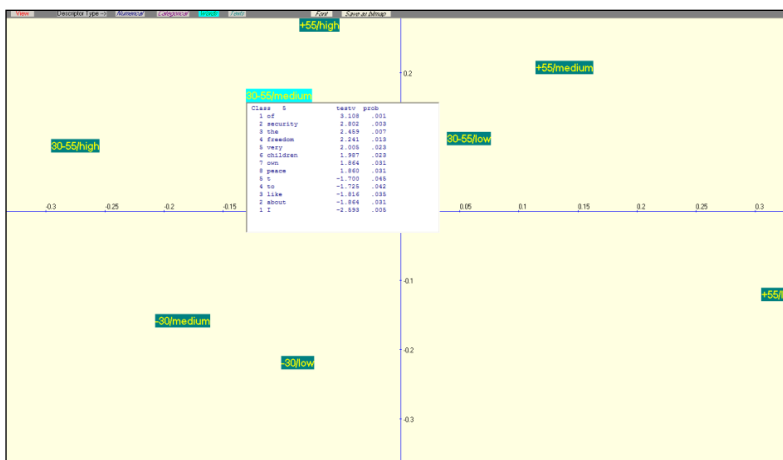 View Descriptor Type --> Numerical Categorical Words Texts Font Save as bitmap
+55/high
0.2
+55/medium
30-55/medium
Class 5 testv prob
1 of 3.108 .001
2 security 2.802 .003
3 the 2.459 .007
4 freedom 2.241 .013
5 very 2.005 .023
6 children 1.987 .023
7 own 1.864 .031
8 peace 1.860 .031
5 t -1.700 .045
4 to -1.725 .042
3 like -1.816 .035
2 about -1.864 .031
1 I -2.593 .005
30-55/high
30-55/low
-0.3 -0.25 -0.2 -0.15 0.05 0.1 0.15 0.2 0.25 0.3
-0.1
+55/l
-30/medium
-0.2
-30/low
-0.3